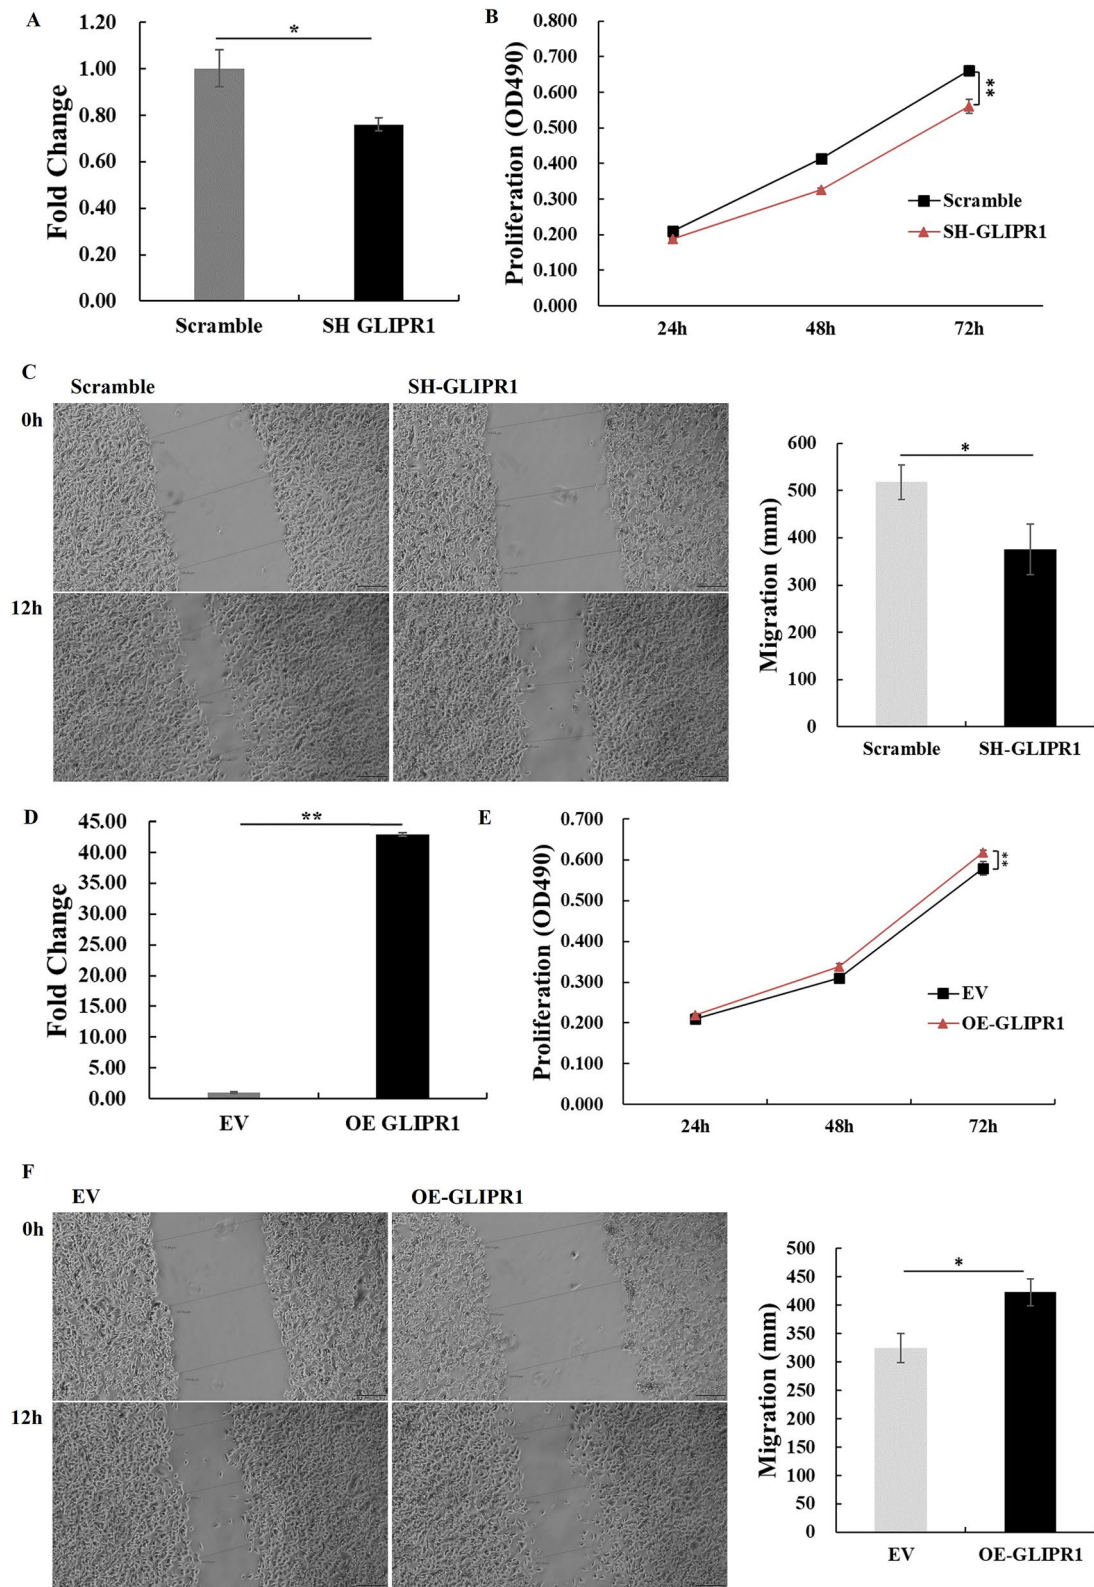 A
1.20
1.00
0.80
0.60
0.40
0.20
0.00
Fold Change
*
Scramble
SH GLIPR1
B
0.800
0.700
0.600
0.500
0.400
0.300
0.200
0.100
0.000
Proliferation (OD490)
**
Scramble
SH-GLIPR1
24h
48h
72h
C
Scramble
SH-GLIPR1
0h
12h
600
500
400
300
200
100
0
Migration (mm)
*
Scramble
SH-GLIPR1
D
45.00
40.00
35.00
30.00
25.00
20.00
15.00
10.00
5.00
0.00
Fold Change
**
EV
OE GLIPR1
E
0.700
0.600
0.500
0.400
0.300
0.200
0.100
0.000
Proliferation (OD490)
**
EV
OE-GLIPR1
24h
48h
72h
F
EV
OE-GLIPR1
0h
12h
500
450
400
350
300
250
200
150
100
50
0
Migration (mm)
*
EV
OE-GLIPR1